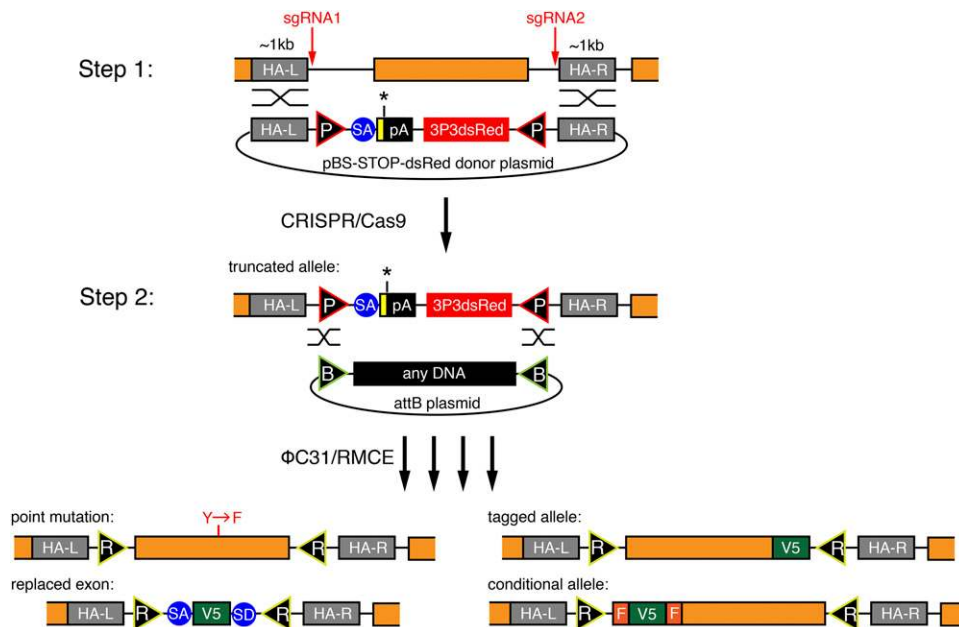 sgRNA1 sgRNA2
~1kb ~1kb
Step 1:
HA-L HA-R
*
HA-L P SA pA 3P3dsRed P HA-R
pBS-STOP-dsRed donor plasmid
CRISPR/Cas9
truncated allele:
*
Step 2:
HA-L P SA pA 3P3dsRed P HA-R
B any DNA B
attB plasmid
ΦC31/RMCE
point mutation:
Y→F
HA-L R R HA-R
replaced exon:
HA-L R SA V5 SD R HA-R
tagged allele:
HA-L R V5 R HA-R
conditional allele:
HA-L R F V5 F R HA-R